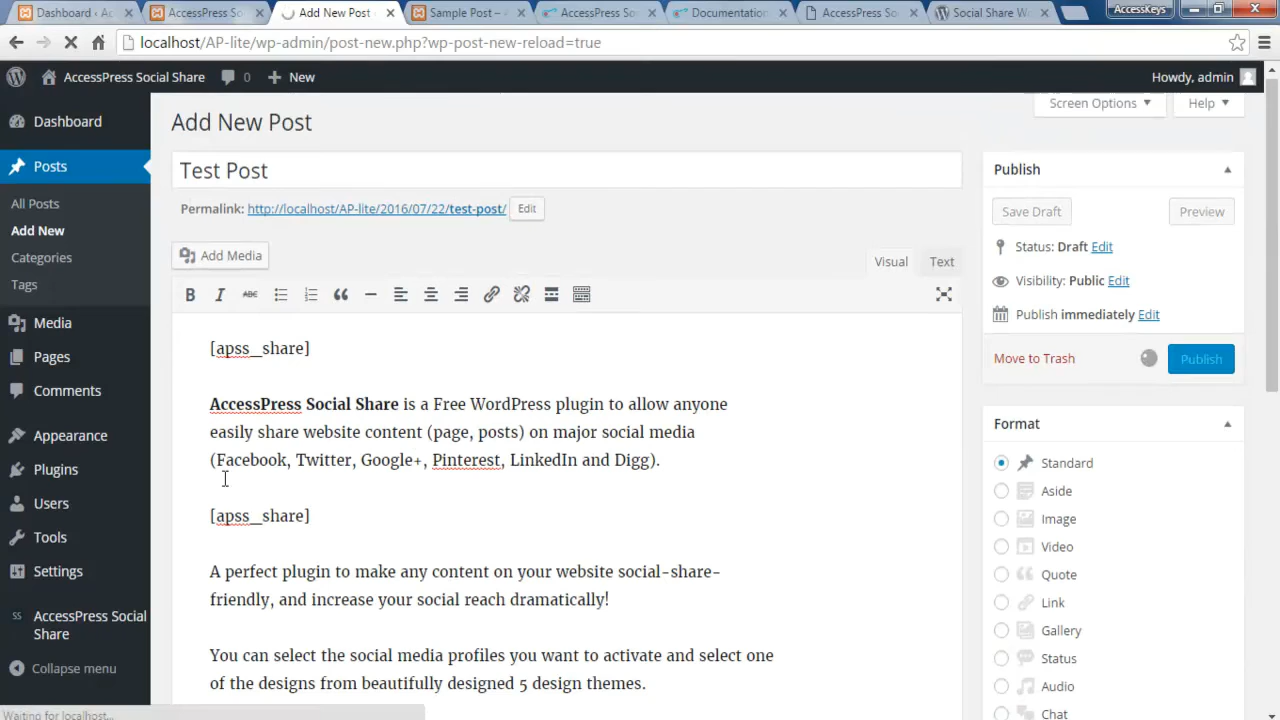 Dashboard ‹ Ac
AccessPress So
Add New Post ‹
Sample Post – A
AccessPress So
Documentation
AccessPress So
Social Share W
AccessKeys
localhost/AP-lite/wp-admin/post-new.php?wp-post-new-reload=true
AccessPress Social Share
0
New
Howdy, admin
Screen Options
Help
Dashboard
Posts
All Posts
Add New
Categories
Tags
Media
Pages
Comments
Appearance
Plugins
Users
Tools
Settings
SS
AccessPress Social
Share
Collapse menu
Waiting for localhost...
Add New Post
Test Post
Permalink: http://localhost/AP-lite/2016/07/22/test-post/ Edit
Add Media
Visual
Text
B I ABC
[apss_share]
AccessPress Social Share is a Free WordPress plugin to allow anyone
easily share website content (page, posts) on major social media
(Facebook, Twitter, Google+, Pinterest, LinkedIn and Digg).
[apss_share]
A perfect plugin to make any content on your website social-share-
friendly, and increase your social reach dramatically!
You can select the social media profiles you want to activate and select one
of the designs from beautifully designed 5 design themes.
Publish
Save Draft
Preview
Status: Draft Edit
Visibility: Public Edit
Publish immediately Edit
Move to Trash
Publish
Format
Standard
Aside
Image
Video
Quote
Link
Gallery
Status
Audio
Chat